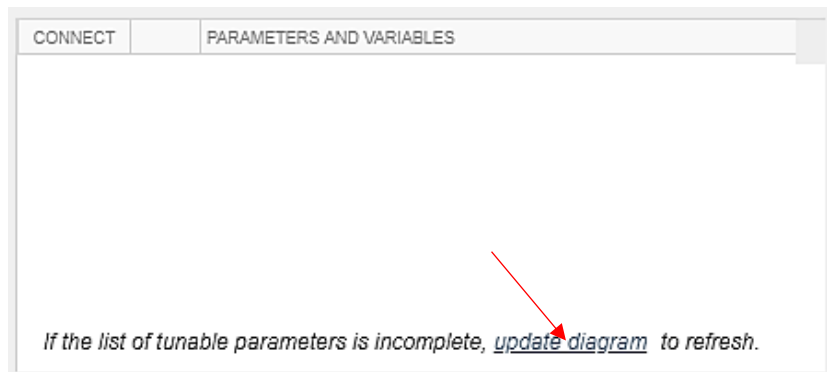 CONNECT PARAMETERS AND VARIABLES
If the list of tunable parameters is incomplete, update diagram to refresh.